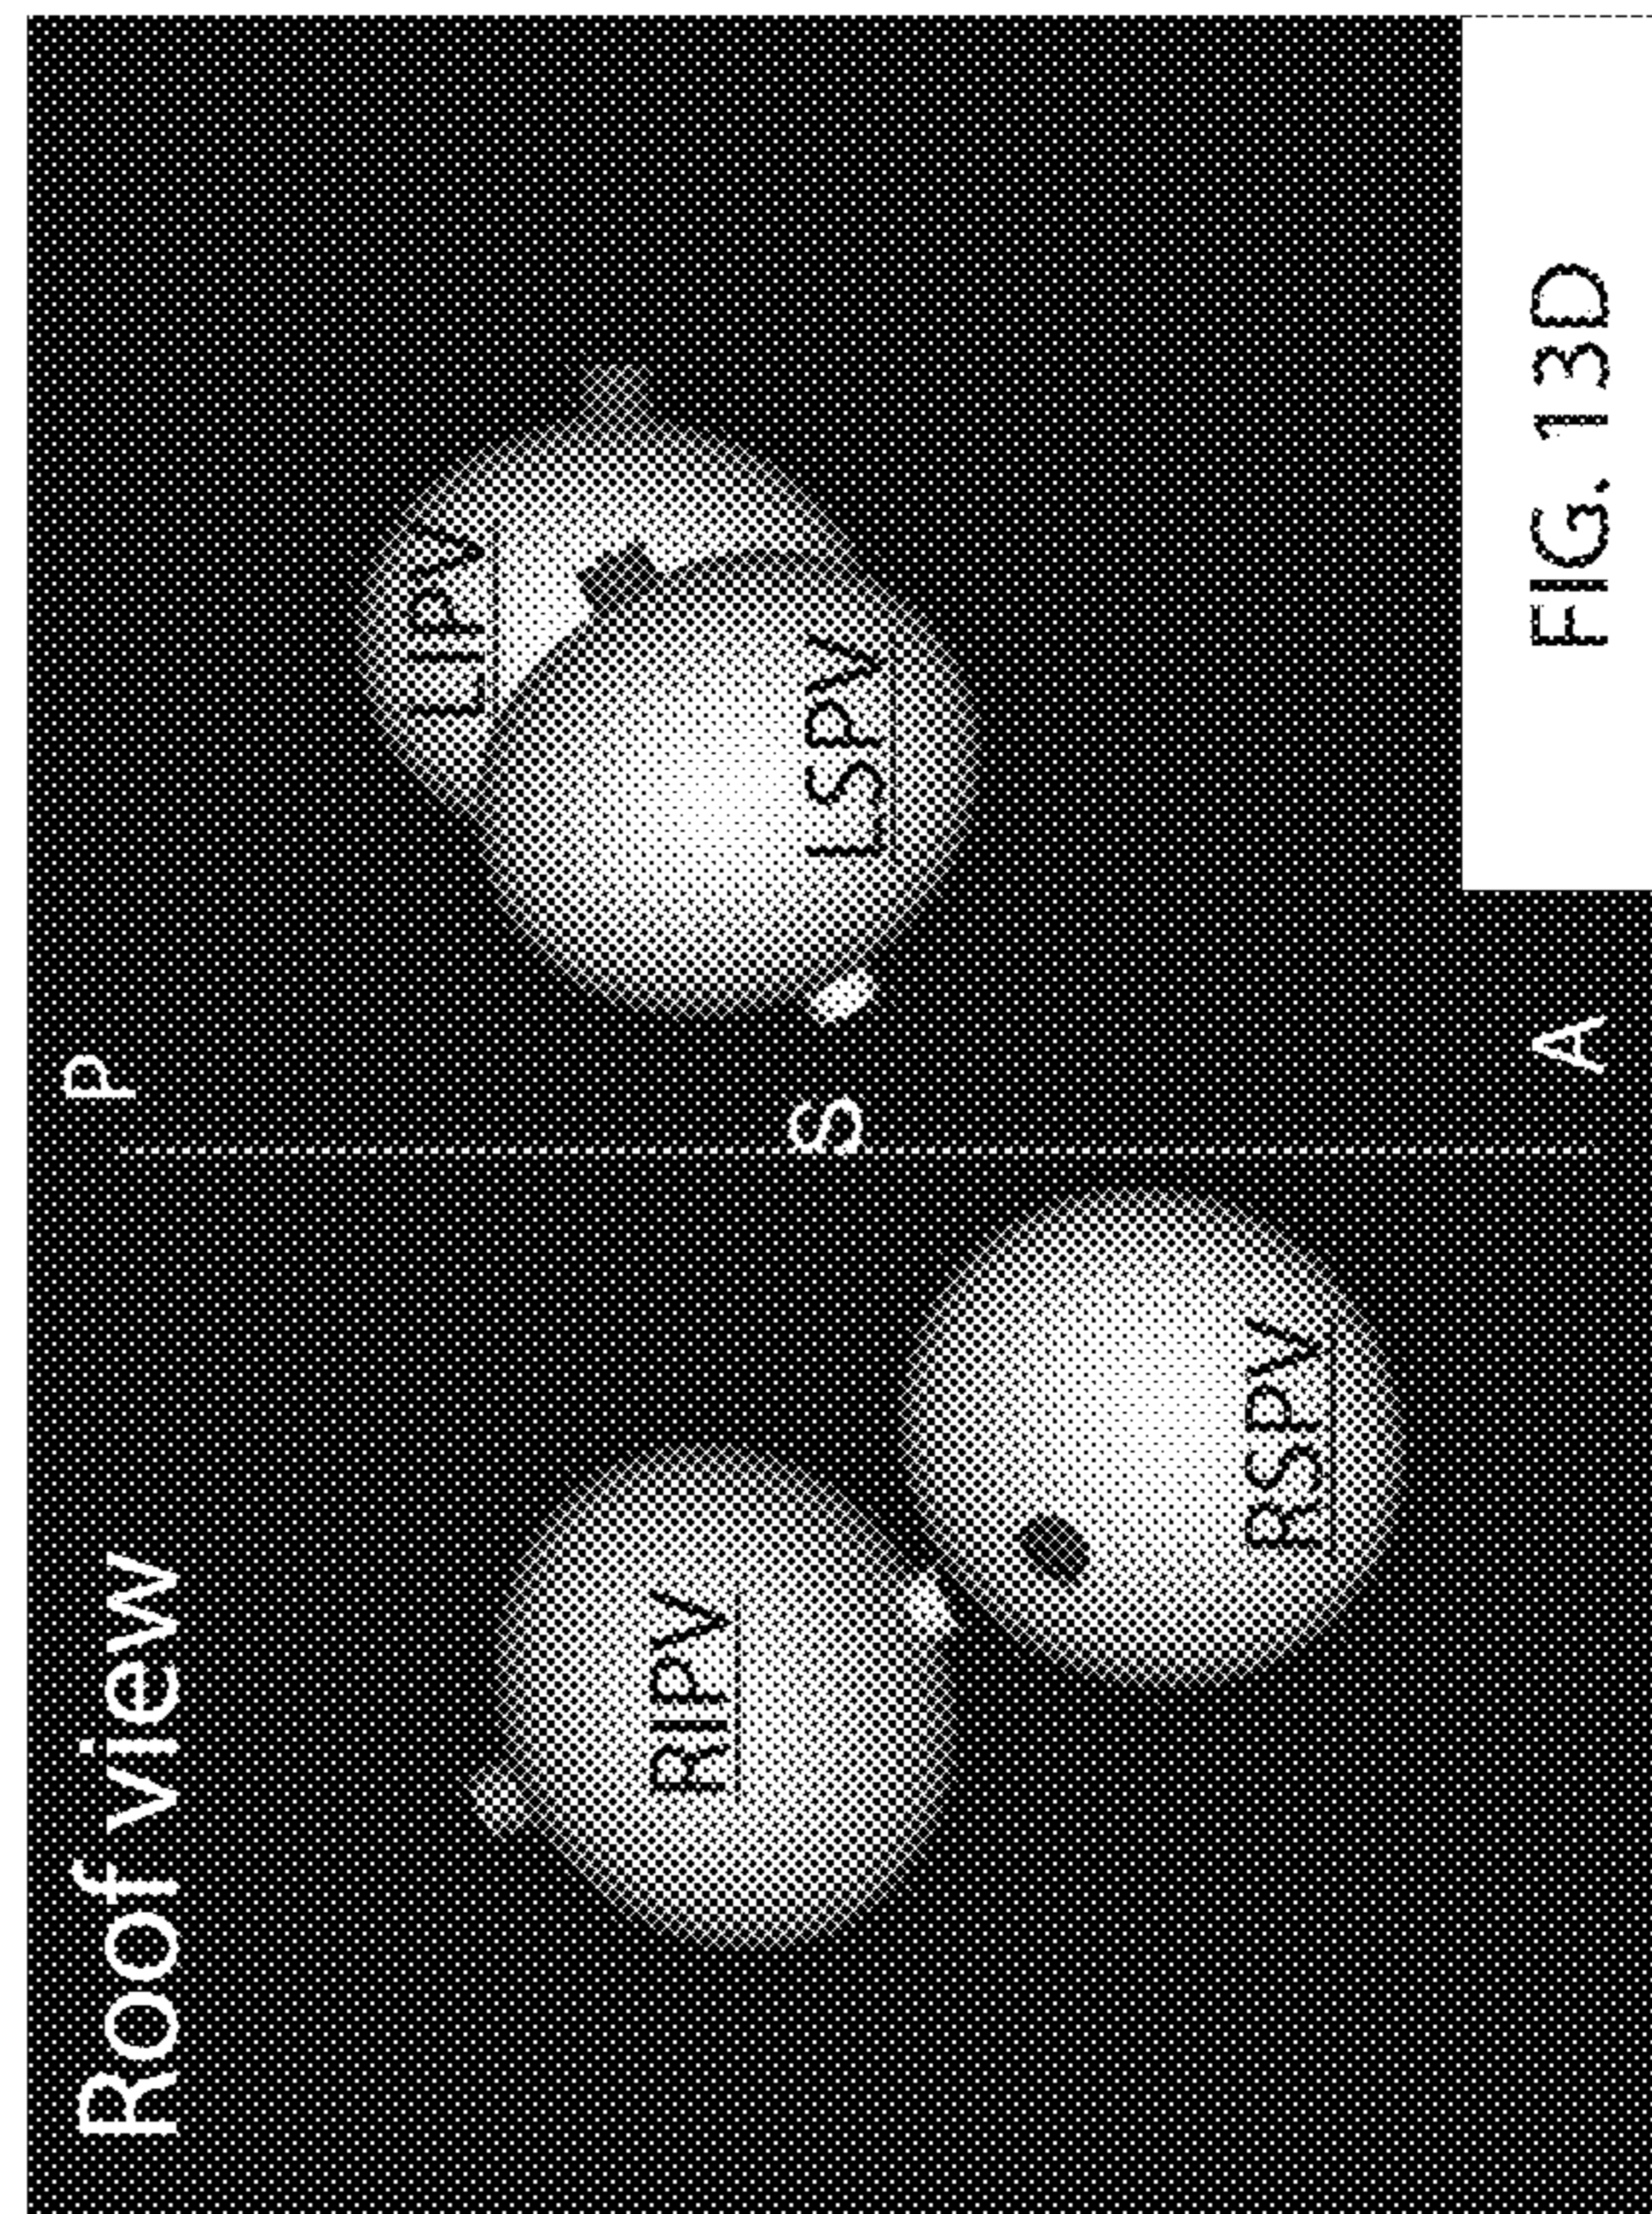 Roof view
P
LIPV
RIPV
LSPV
S
RSPV
A
FIG. 13D